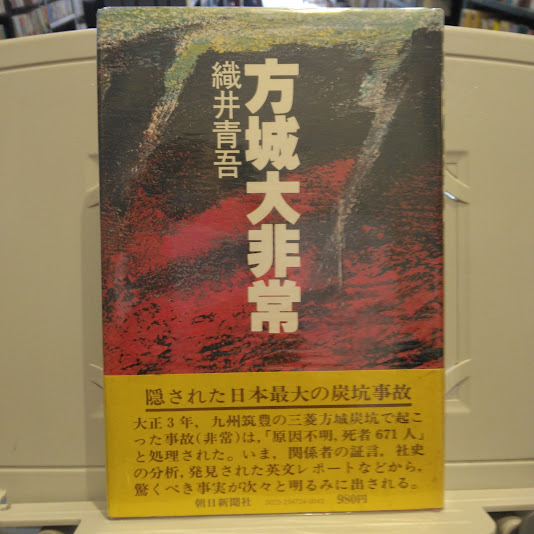 方城大非常
織井青吾
隠された日本最大の炭坑事故
大正3年，九州筑豊の三菱方城炭坑で起こ
った事故(非常)は，「原因不明，死者671人」
と処理された。いま，関係者の証言，社史
の分析，発見された英文レポートなどから，
驚くべき事実が次々と明るみに出される。
朝日新聞社
980円